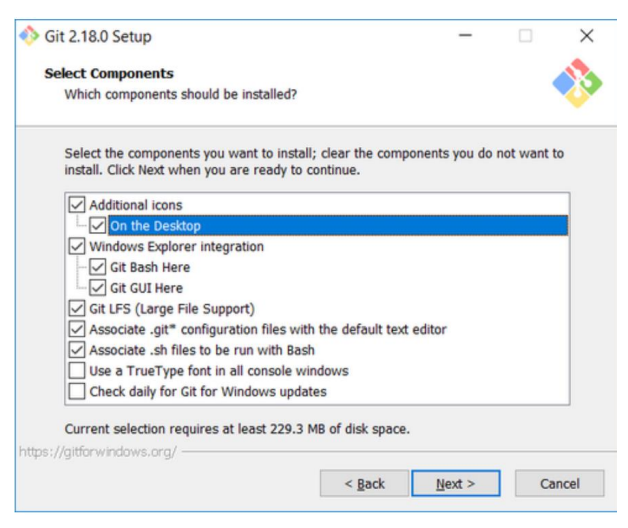 Git 2.18.0 Setup
Select Components
Which components should be installed?
Select the components you want to install; clear the components you do not want to
install. Click Next when you are ready to continue.
Additional icons
On the Desktop
Windows Explorer integration
Git Bash Here
Git GUI Here
Git LFS (Large File Support)
Associate .git* configuration files with the default text editor
Associate .sh files to be run with Bash
Use a TrueType font in all console windows
Check daily for Git for Windows updates
Current selection requires at least 229.3 MB of disk space.
https://gitforwindows.org/
< Back Next > Cancel